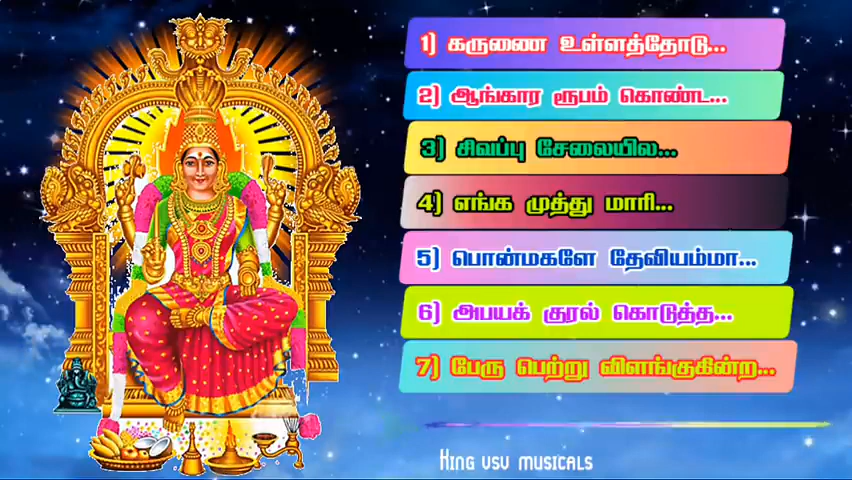 1) கருணை உள்ளத்தோடு...
2) ஆங்கார ரூபம் கொண்ட...
3) சிவப்பு சேலையில...
4) எங்க முத்து மாரி...
5) பொன்மகளே தேவியம்மா...
6) அபயக் குரல் கொடுத்த...
7) பேரு பெற்று விளங்குகின்ற...
King vsv musicals